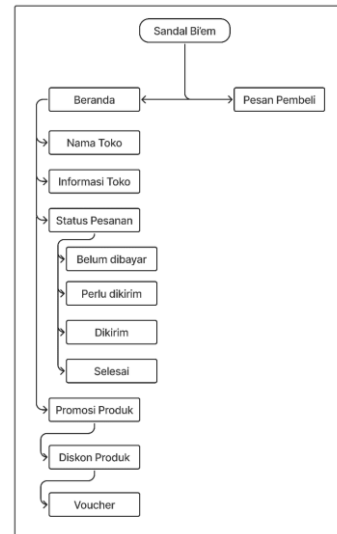 Sandal Bi'em
Beranda
Pesan Pembeli
Nama Toko
Informasi Toko
Status Pesanan
Belum dibayar
Perlu dikirim
Dikirim
Selesai
Promosi Produk
Diskon Produk
Voucher